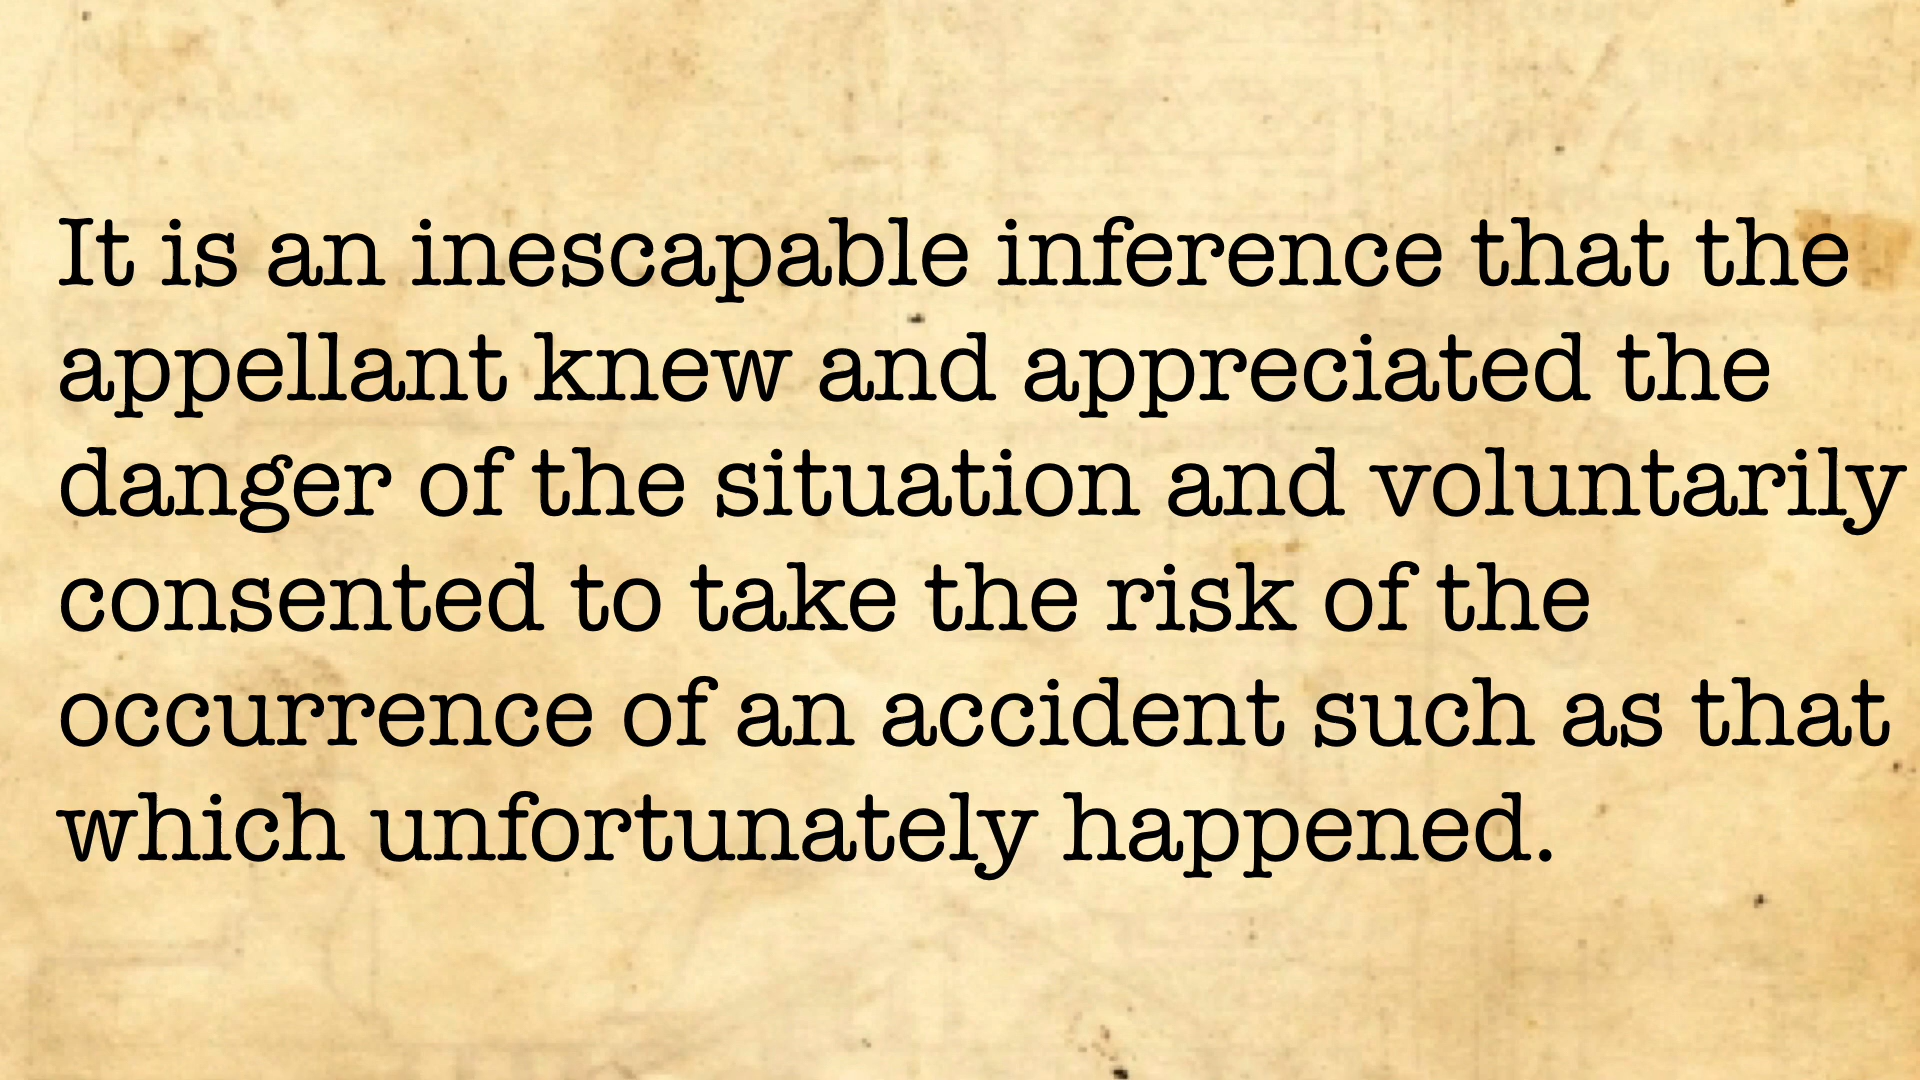 It is an inescapable inference that the
appellant knew and appreciated the
danger of the situation and voluntarily
consented to take the risk of the
occurrence of an accident such as that
which unfortunately happened.